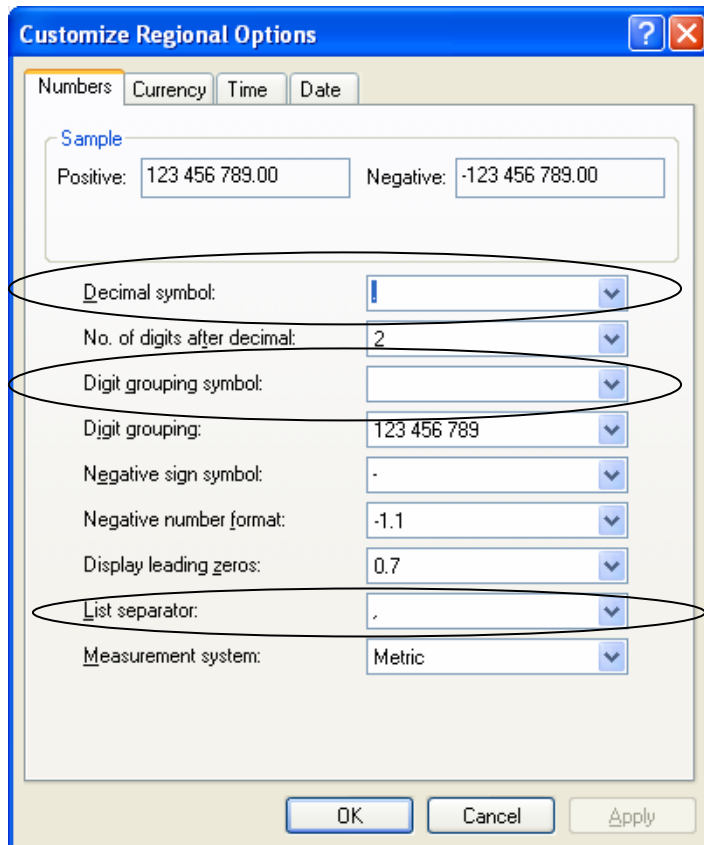 Customize Regional Options
Numbers Currency Time Date
Sample
Positive: 123 456 789.00 Negative: -123 456 789.00
Decimal symbol: .
No. of digits after decimal: 2
Digit grouping symbol:
Digit grouping: 123 456 789
Negative sign symbol: -
Negative number format: -1.1
Display leading zeros: 0.7
List separator: ,
Measurement system: Metric
OK Cancel Apply